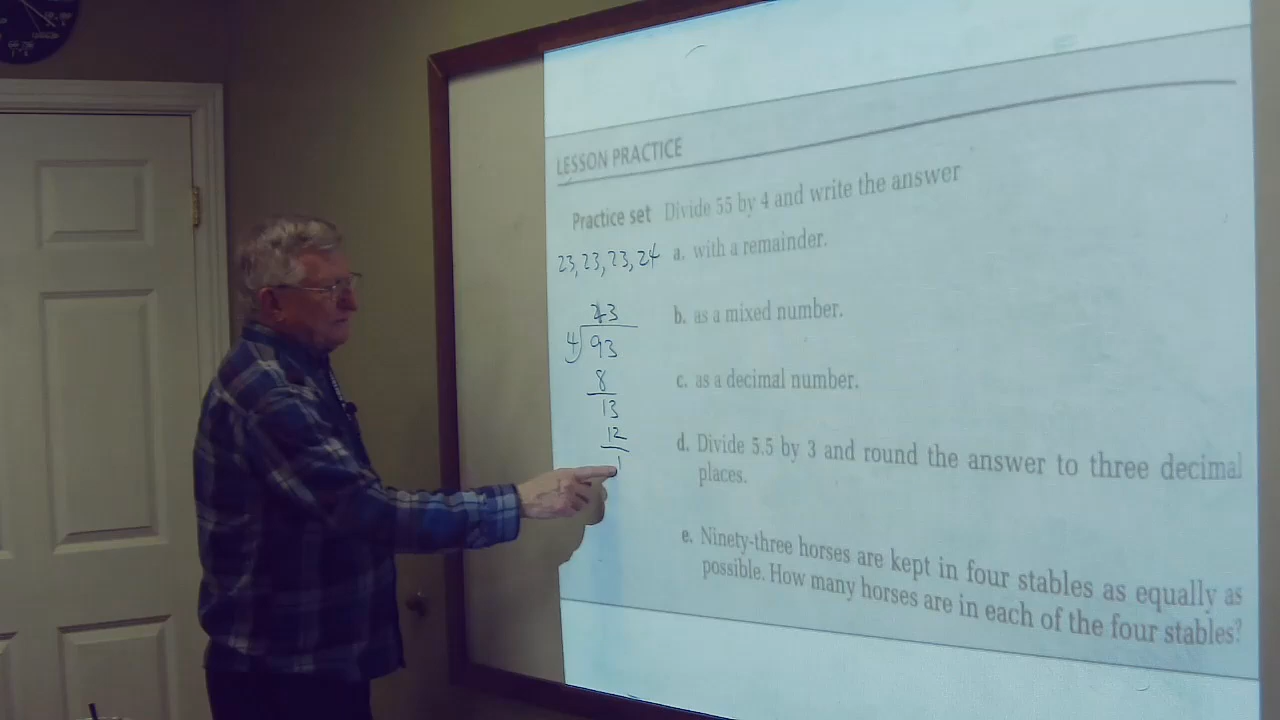 LESSON PRACTICE
Practice set Divide 55 by 4 and write the answer
23, 23, 23, 24
a. with a remainder.
23
4 93
8
13
12
1
b. as a mixed number.
c. as a decimal number.
d. Divide 5.5 by 3 and round the answer to three decimal
places.
e. Ninety-three horses are kept in four stables as equally as
possible. How many horses are in each of the four stables?